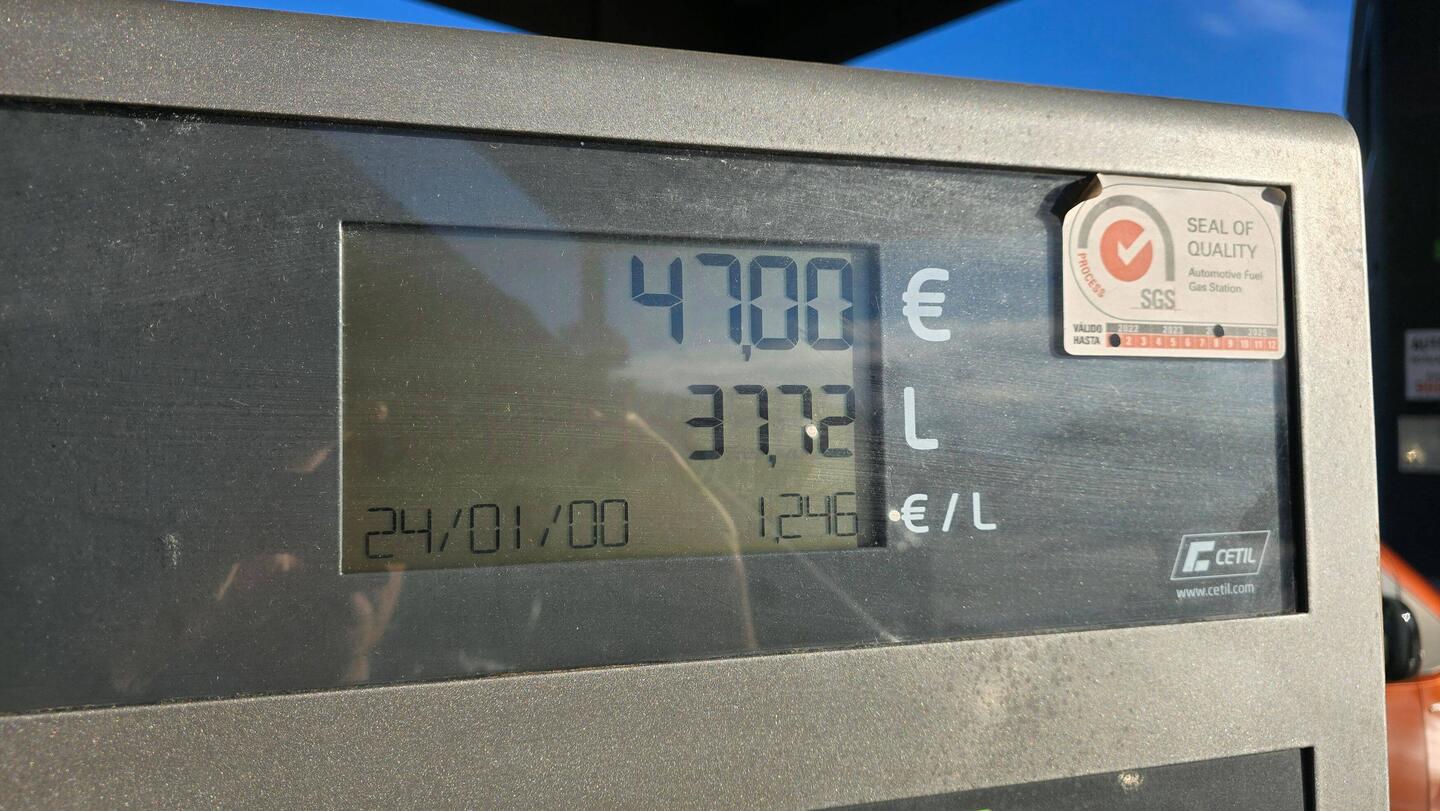 47,00 €
37,72 L
24/01/00 1,246 €/L
SEAL OF
QUALITY
Automotive Fuel
Gas Station
PROCESS
SGS
VÁLIDO
HASTA
2022 2023 2025
2 3 4 5 6 7 8 9 10 11 12
CETIL
www.cetil.com